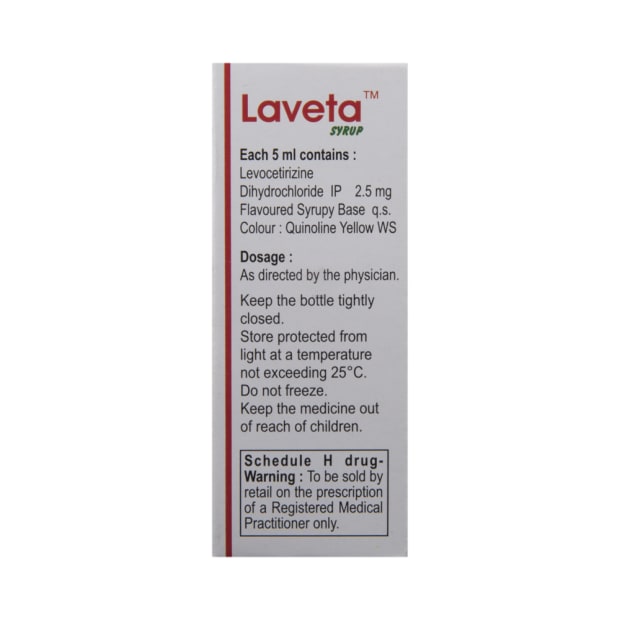 Laveta™
SYRUP
Each 5 ml contains :
Levocetirizine
Dihydrochloride IP 2.5 mg
Flavoured Syrupy Base q.s.
Colour : Quinoline Yellow WS
Dosage :
As directed by the physician.
Keep the bottle tightly
closed.
Store protected from
light at a temperature
not exceeding 25°C.
Do not freeze.
Keep the medicine out
of reach of children.
Schedule H drug-
Warning : To be sold by
retail on the prescription
of a Registered Medical
Practitioner only.